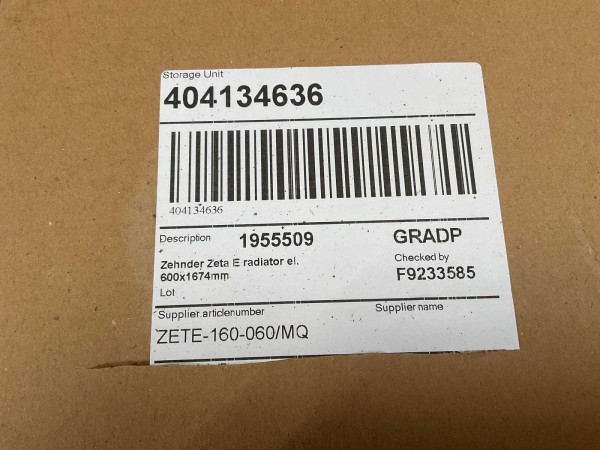 Storage Unit
404134636
404134636
Description 1955509 GRADP
Zehnder Zeta E radiator el.
600x1674mm
Checked by
F9233585
Lot
Supplier articlenumber Supplier name
ZETE-160-060/MQ